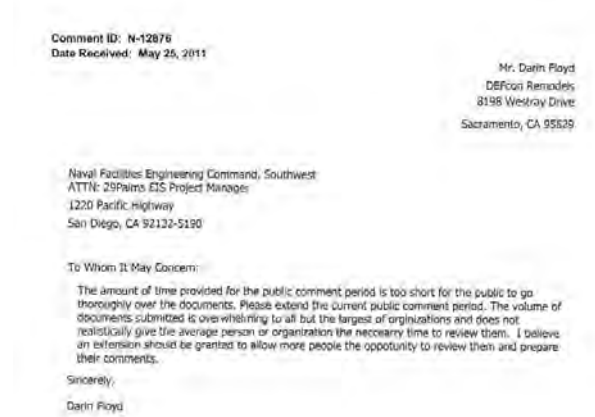 Comment ID: N-12876
Date Received: May 25, 2011
Mr. Darin Floyd
DEFcon Remodels
8198 Westray Drive
Sacramento, CA 95829
Naval Facilities Engineering Command, Southwest
ATTN: 29Palms EIS Project Manager
1220 Pacific Highway
San Diego, CA 92132-5190
To Whom It May Concern:
The amount of time provided for the public comment period is too short for the public to go
thoroughly over the documents. Please extend the current public comment period. The volume of
documents submitted is overwhelming to all but the largest of orginizations and does not
realistically give the average person or organization the neccearry time to review them. I believe
an extension should be granted to allow more people the oppotunity to review them and prepare
their comments.
Sincerely,
Darin Floyd